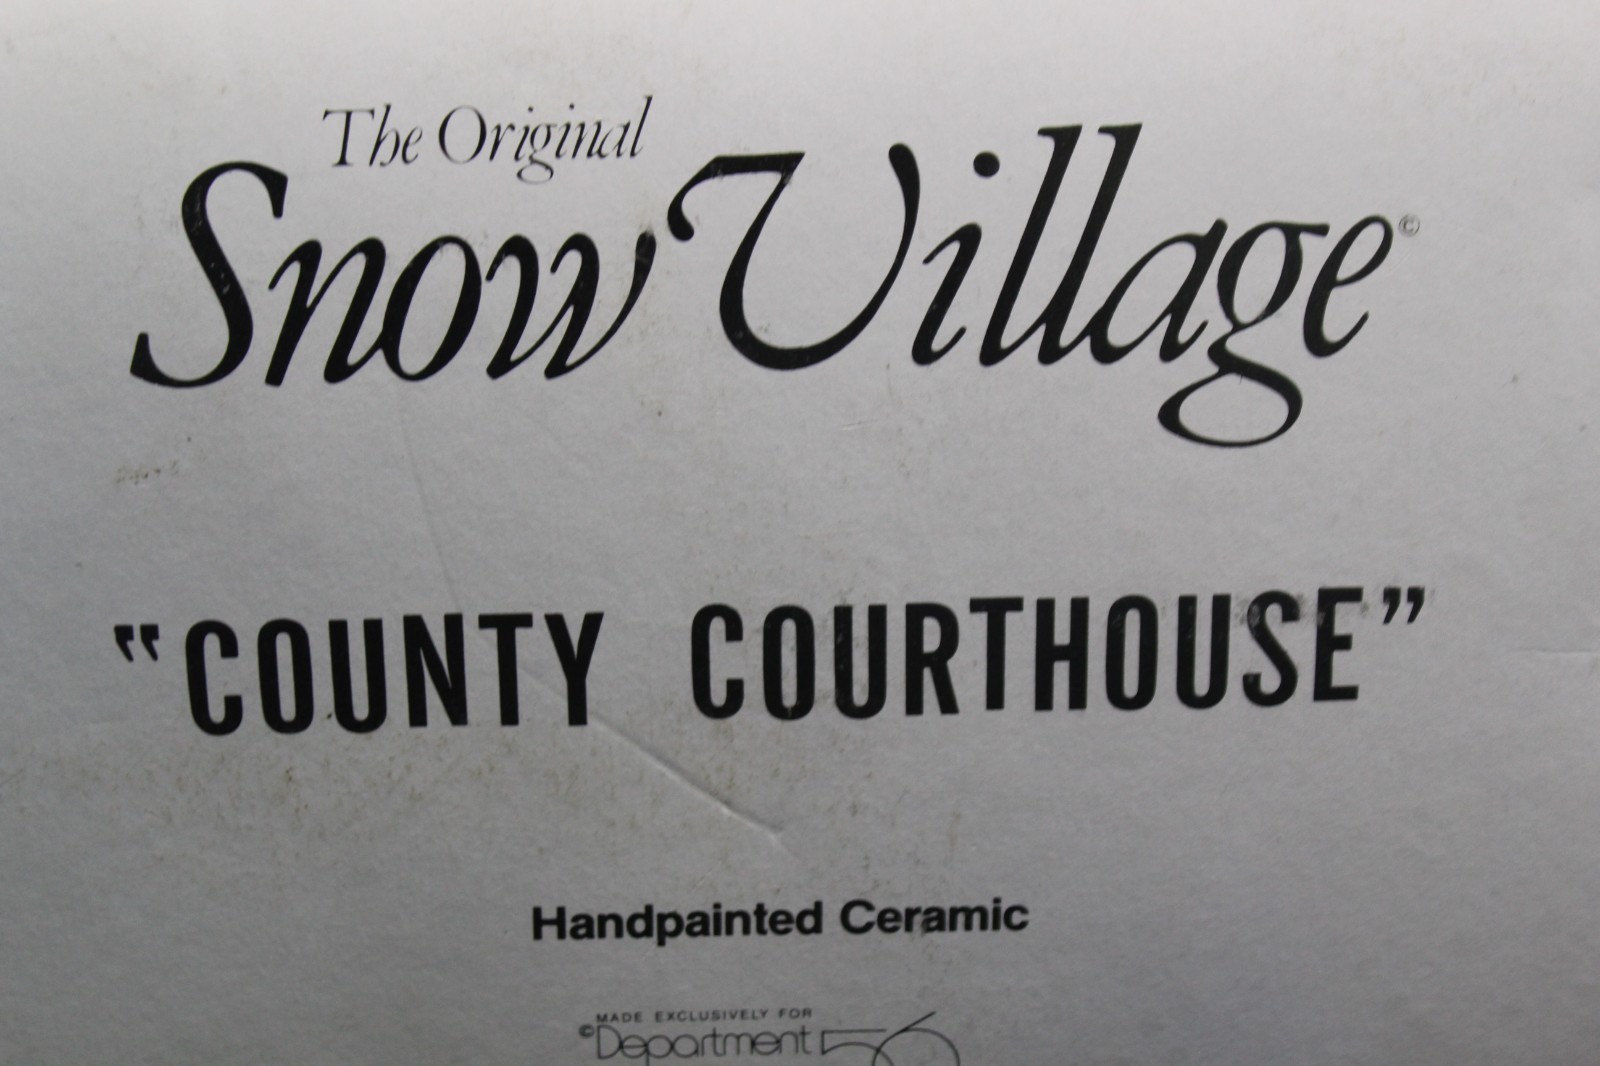 The Original
Snow Village©
"COUNTY COURTHOUSE"
Handpainted Ceramic
MADE EXCLUSIVELY FOR
©Department 56